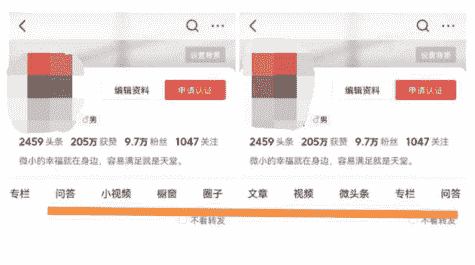 设置背景
编辑资料
申请认证
男
2459 头条 205万 获赞 9.7万 粉丝 1047 关注
微小的幸福就在身边，容易满足就是天堂。
专栏 问答 小视频 橱窗 圈子
不看转发
设置背景
编辑资料
申请认证
男
2459 头条 205万 获赞 9.7万 粉丝 1047 关注
微小的幸福就在身边，容易满足就是天堂。
文章 视频 微头条 专栏 问答
不看转发